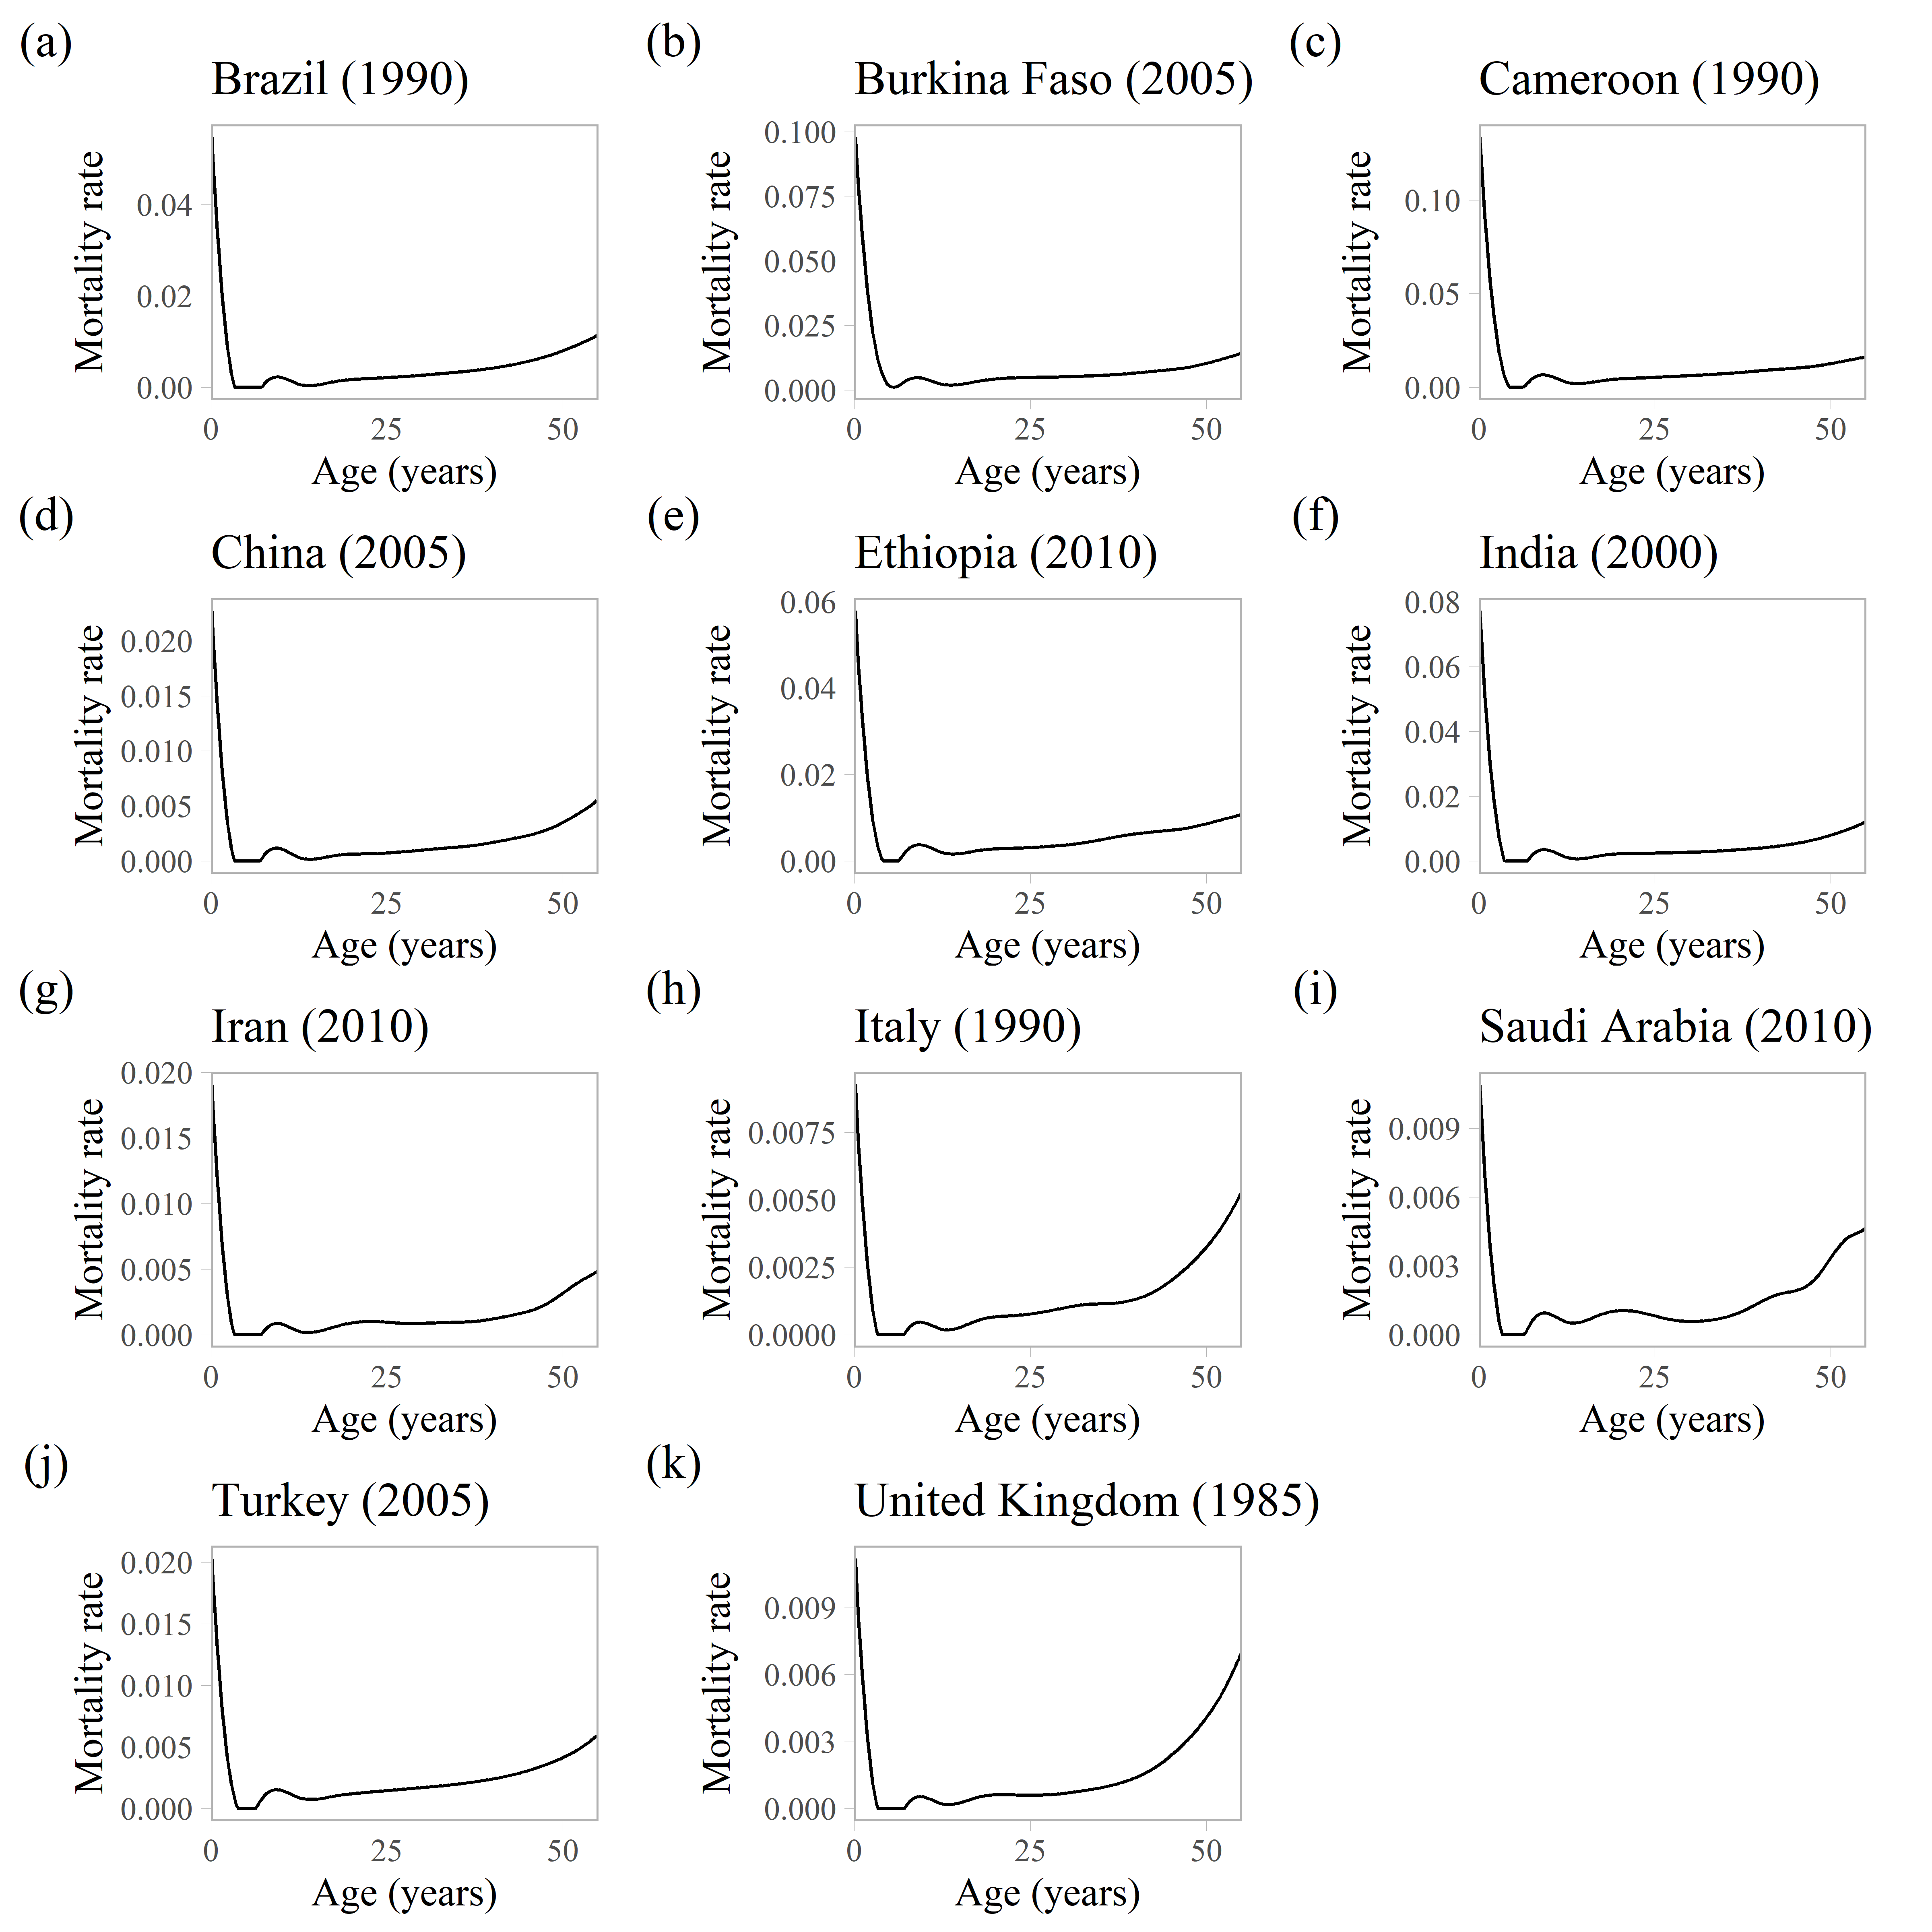 (a)
Brazil (1990)
Mortality rate
0.04
0.02
0.00
0 25 50
Age (years)
(b)
Burkina Faso (2005)
Mortality rate
0.100
0.075
0.050
0.025
0.000
0 25 50
Age (years)
(c)
Cameroon (1990)
Mortality rate
0.10
0.05
0.00
0 25 50
Age (years)
(d)
China (2005)
Mortality rate
0.020
0.015
0.010
0.005
0.000
0 25 50
Age (years)
(e)
Ethiopia (2010)
Mortality rate
0.06
0.04
0.02
0.00
0 25 50
Age (years)
(f)
India (2000)
Mortality rate
0.08
0.06
0.04
0.02
0.00
0 25 50
Age (years)
(g)
Iran (2010)
Mortality rate
0.020
0.015
0.010
0.005
0.000
0 25 50
Age (years)
(h)
Italy (1990)
Mortality rate
0.0075
0.0050
0.0025
0.0000
0 25 50
Age (years)
(i)
Saudi Arabia (2010)
Mortality rate
0.009
0.006
0.003
0.000
0 25 50
Age (years)
(j)
Turkey (2005)
Mortality rate
0.020
0.015
0.010
0.005
0.000
0 25 50
Age (years)
(k)
United Kingdom (1985)
Mortality rate
0.009
0.006
0.003
0.000
0 25 50
Age (years)